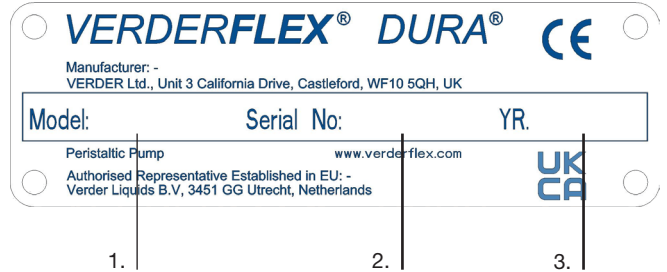 VERDERFLEX® DURA® CE
Manufacturer: -
VERDER Ltd., Unit 3 California Drive, Castleford, WF10 5QH, UK
Model: Serial No: YR.
Peristaltic Pump www.verderflex.com
UK
CA
Authorised Representative Established in EU: -
Verder Liquids B.V, 3451 GG Utrecht, Netherlands
1. 2. 3.